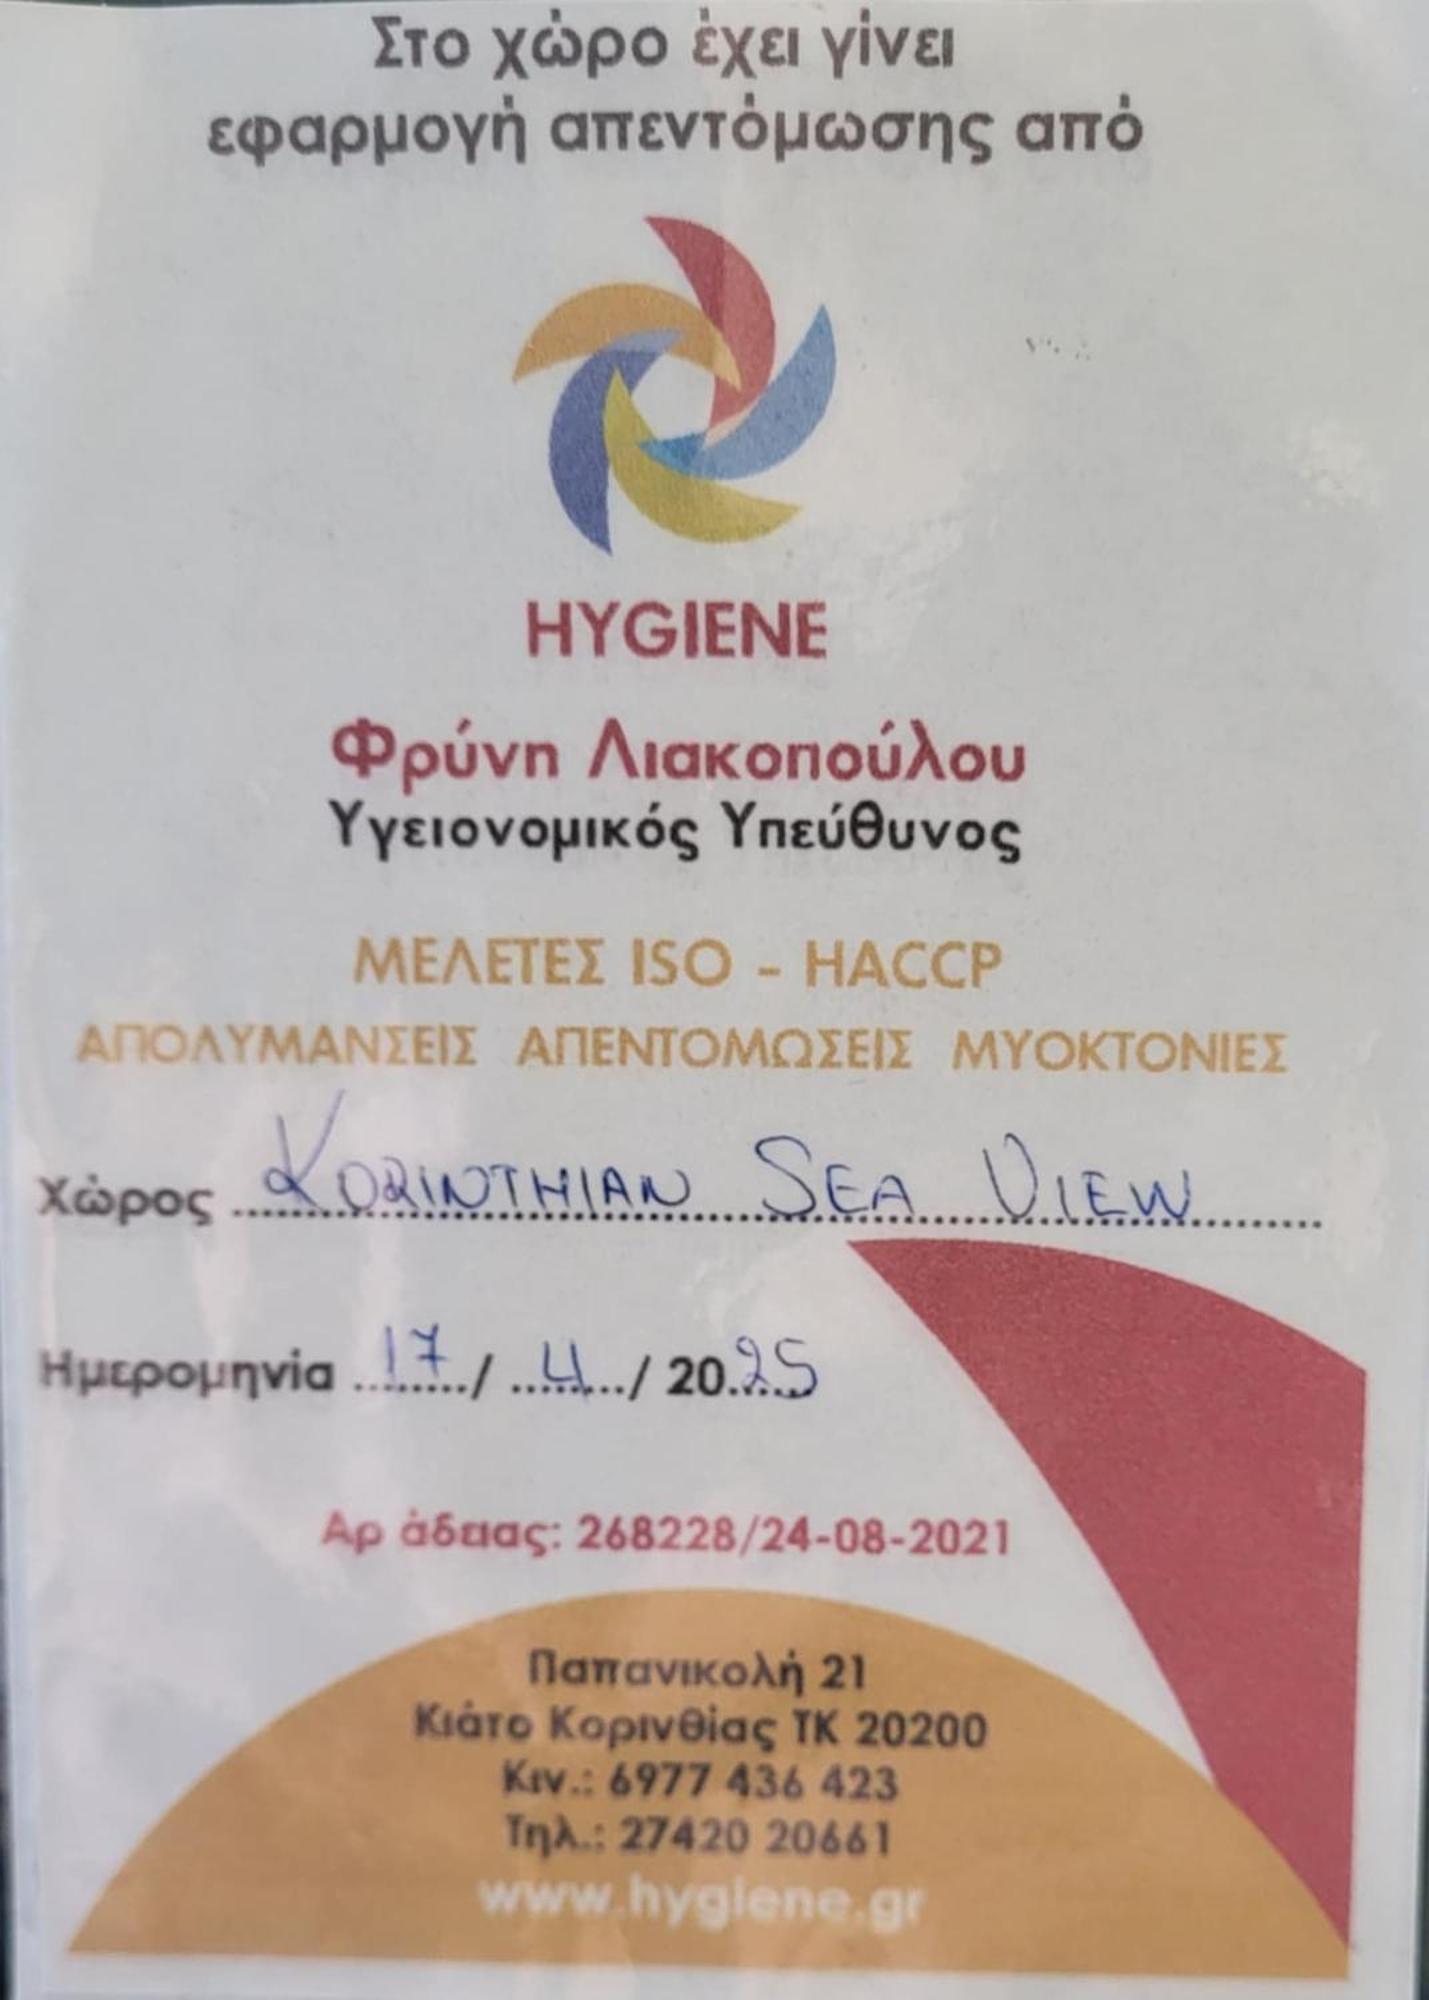 Στο χώρο έχει γίνει
εφαρμογή απεντόμωσης από
HYGIENE
Φρύνη Λιακοπούλου
Υγειονομικός Υπεύθυνος
ΜΕΛΕΤΕΣ ISO - HACCP
ΑΠΟΛΥΜΑΝΣΕΙΣ ΑΠΕΝΤΟΜΩΣΕΙΣ ΜΥΟΚΤΟΝΙΕΣ
Χώρος KORINTHIAN SEA VIEW
Ημερομηνία 17 / 4 / 2025
Αρ άδειας: 268228/24-08-2021
Παπανικολή 21
Κιάτο Κορινθίας ΤΚ 20200
Κιν.: 6977 436 423
Τηλ.: 27420 20661
www.hygiene.gr